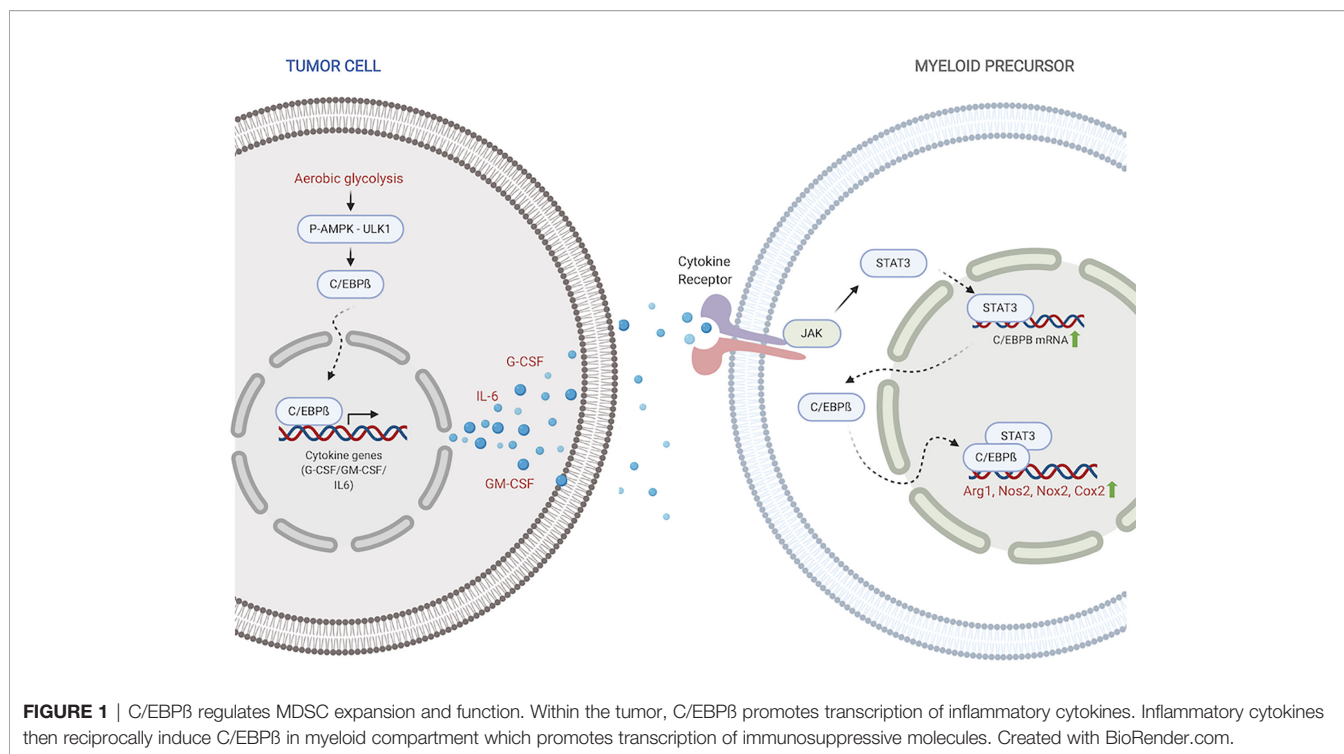 TUMOR CELL
Aerobic glycolysis
P-AMPK - ULK1
C/EBPß
C/EBPß
Cytokine genes
(G-CSF/GM-CSF/
IL6)
G-CSF
IL-6
GM-CSF
MYELOID PRECURSOR
Cytokine
Receptor
JAK
STAT3
STAT3
C/EBPB mRNA
C/EBPß
STAT3
C/EBPß
Arg1, Nos2, Nox2, Cox2
FIGURE 1 | C/EBPß regulates MDSC expansion and function. Within the tumor, C/EBPß promotes transcription of inflammatory cytokines. Inflammatory cytokines
then reciprocally induce C/EBPß in myeloid compartment which promotes transcription of immunosuppressive molecules. Created with BioRender.com.